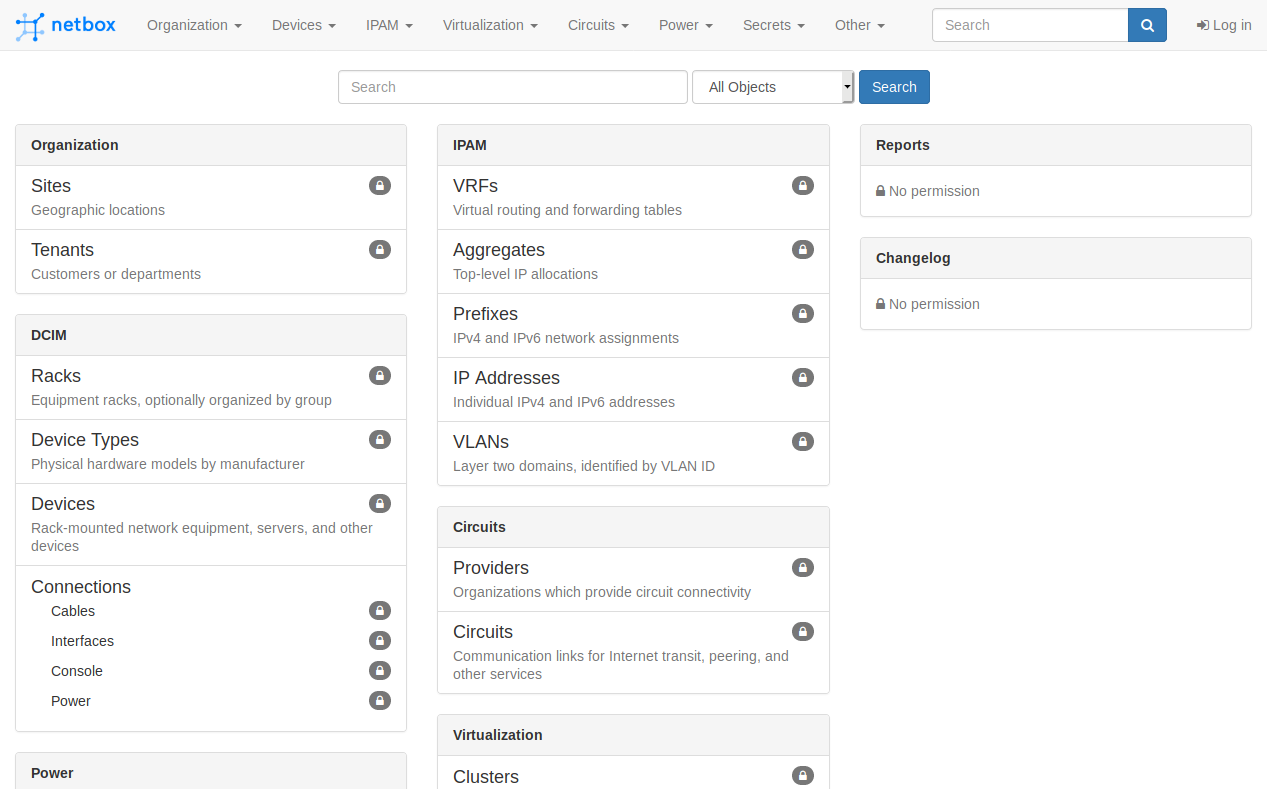 netbox
Organization Devices IPAM Virtualization Circuits Power Secrets Other Search Log in
Search All Objects Search
Organization
Sites
Geographic locations
Tenants
Customers or departments
DCIM
Racks
Equipment racks, optionally organized by group
Device Types
Physical hardware models by manufacturer
Devices
Rack-mounted network equipment, servers, and other
devices
Connections
Cables
Interfaces
Console
Power
Power
IPAM
VRFs
Virtual routing and forwarding tables
Aggregates
Top-level IP allocations
Prefixes
IPv4 and IPv6 network assignments
IP Addresses
Individual IPv4 and IPv6 addresses
VLANs
Layer two domains, identified by VLAN ID
Circuits
Providers
Organizations which provide circuit connectivity
Circuits
Communication links for Internet transit, peering, and
other services
Virtualization
Clusters
Reports
No permission
Changelog
No permission